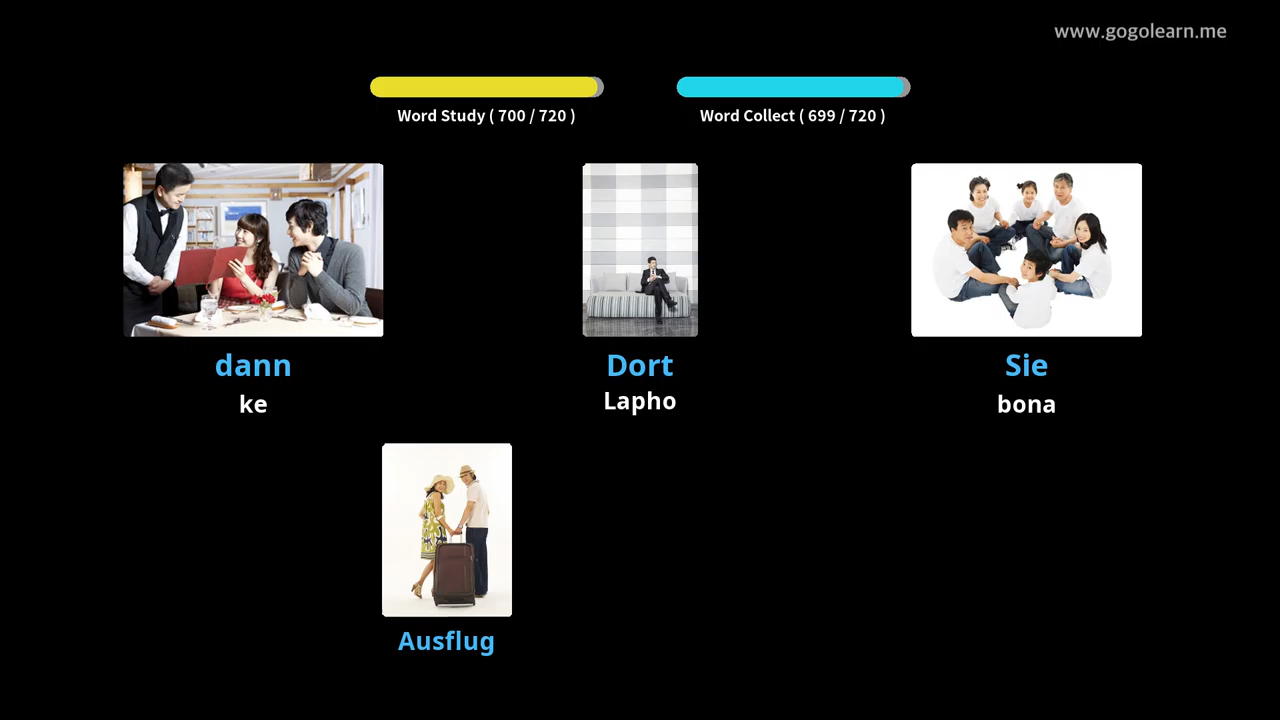 www.gogolearn.me
Word Study ( 700 / 720 )
Word Collect ( 699 / 720 )
dann
ke
Dort
Lapho
Sie
bona
Ausflug